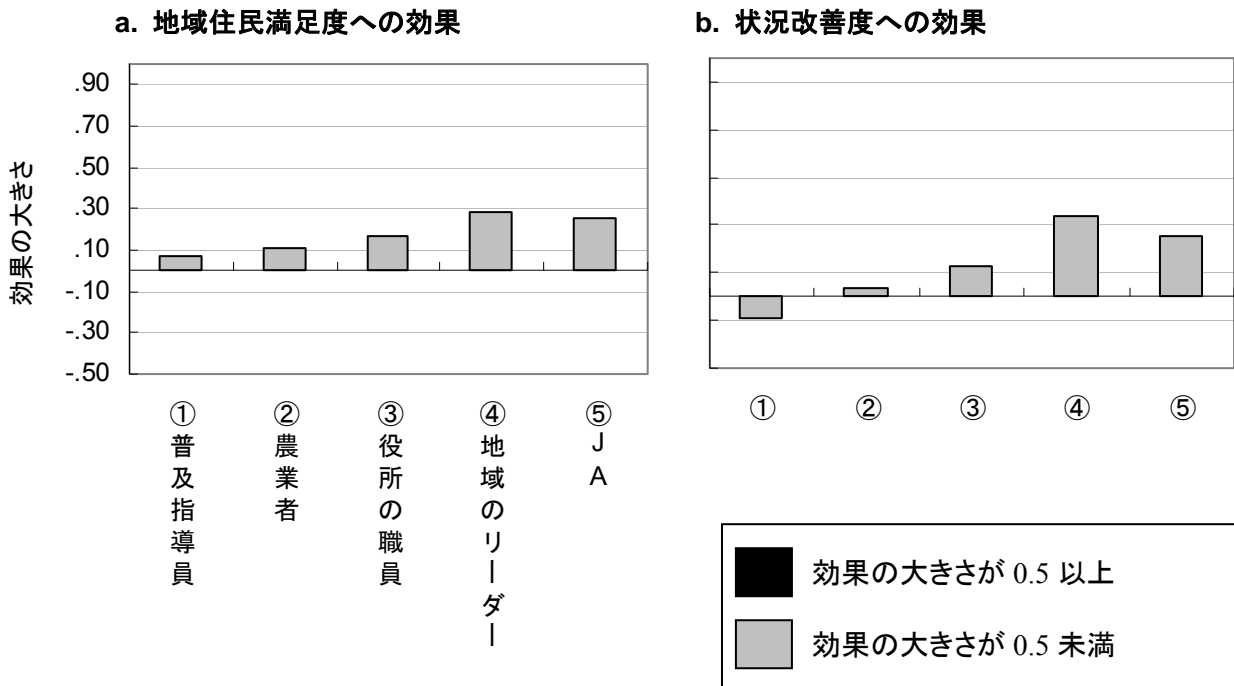 a. 地域住民満足度への効果
効果の大きさ
.90
.70
.50
.30
.10
-.10
-.30
-.50
① 普及指導員
② 農業者
③ 役所の職員
④ 地域のリーダー
⑤ JA
b. 状況改善度への効果
① ② ③ ④ ⑤
効果の大きさが 0.5 以上
効果の大きさが 0.5 未満